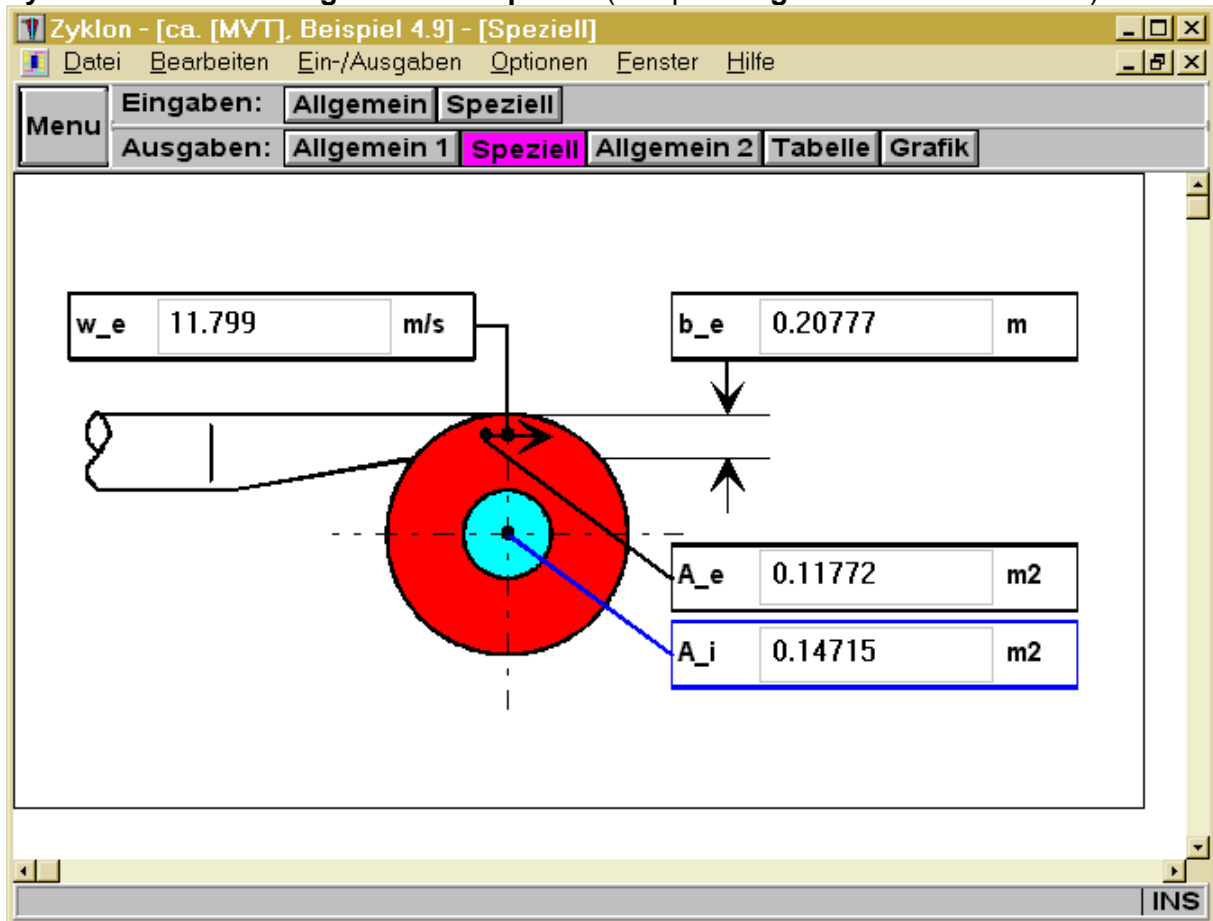 Zyklon - [ca. [MVT], Beispiel 4.9] - [Speziell]
Datei Bearbeiten Ein-/Ausgaben Optionen Fenster Hilfe
Menu
Eingaben: Allgemein Speziell
Ausgaben: Allgemein 1 Speziell Allgemein 2 Tabelle Grafik
w_e 11.799 m/s
b_e 0.20777 m
A_e 0.11772 m2
A_i 0.14715 m2
INS